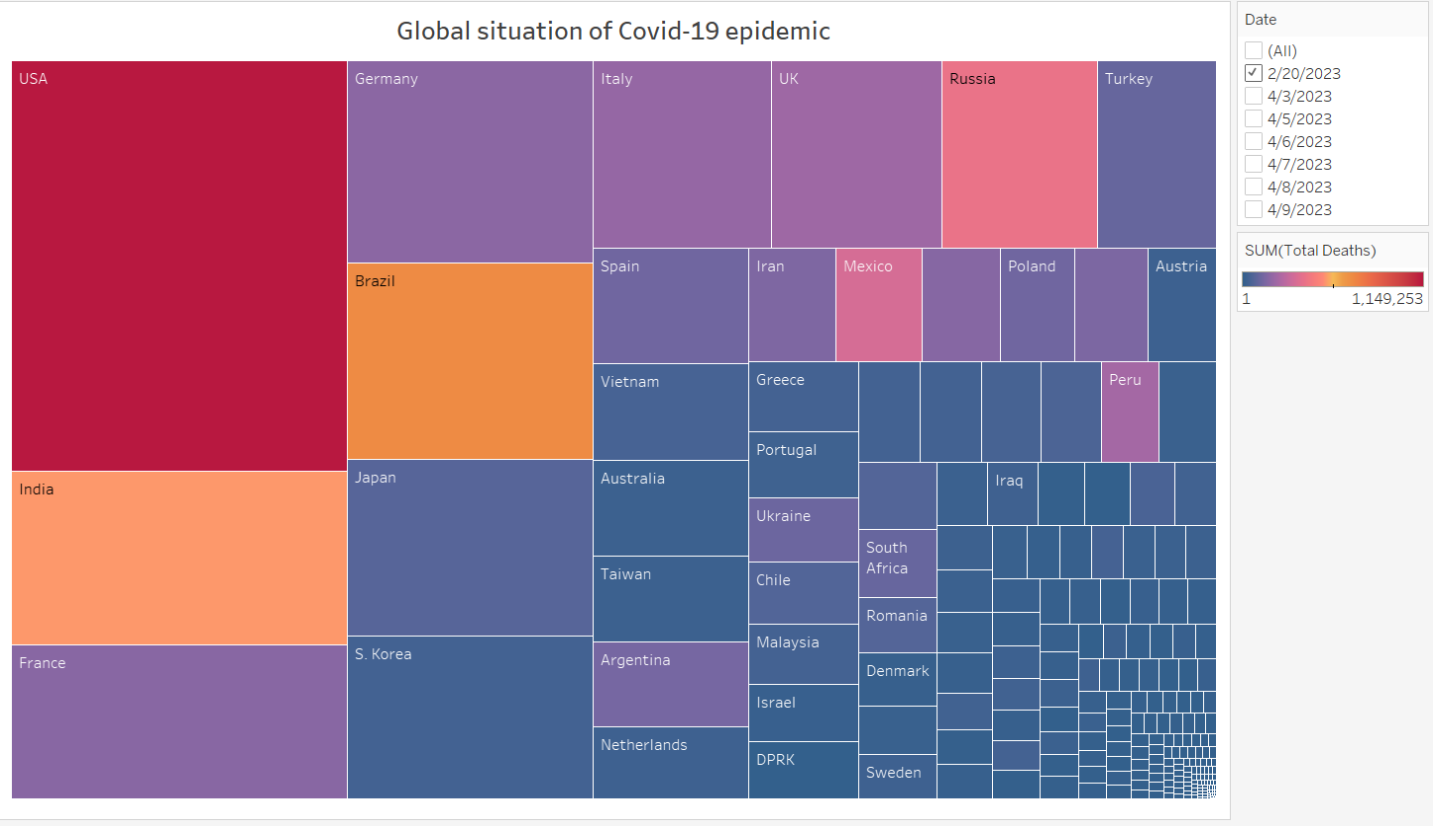 Global situation of Covid-19 epidemic
USA
Germany
Italy
UK
Russia
Turkey
Brazil
Spain
Iran
Mexico
Poland
Austria
Vietnam
Greece
Peru
Portugal
Japan
India
Australia
Iraq
Ukraine
South
Africa
Taiwan
Chile
Romania
Malaysia
France
S. Korea
Argentina
Denmark
Israel
Netherlands
DPRK
Sweden
Date
(All)
2/20/2023
4/3/2023
4/5/2023
4/6/2023
4/7/2023
4/8/2023
4/9/2023
SUM(Total Deaths)
1 1,149,253